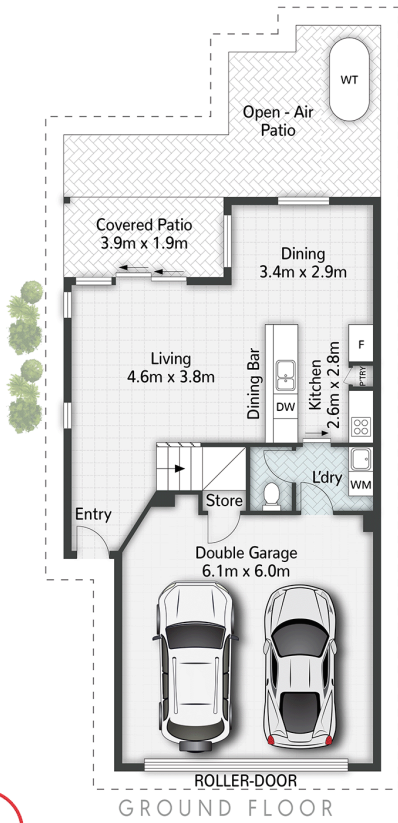 WT
Open - Air
Patio
Covered Patio
3.9m x 1.9m
Dining
3.4m x 2.9m
Living
4.6m x 3.8m
Dining Bar
DW
Kitchen
2.6m x 2.8m
F
P'TRY
L'dry
WM
Store
Entry
Double Garage
6.1m x 6.0m
ROLLER-DOOR
GROUND FLOOR